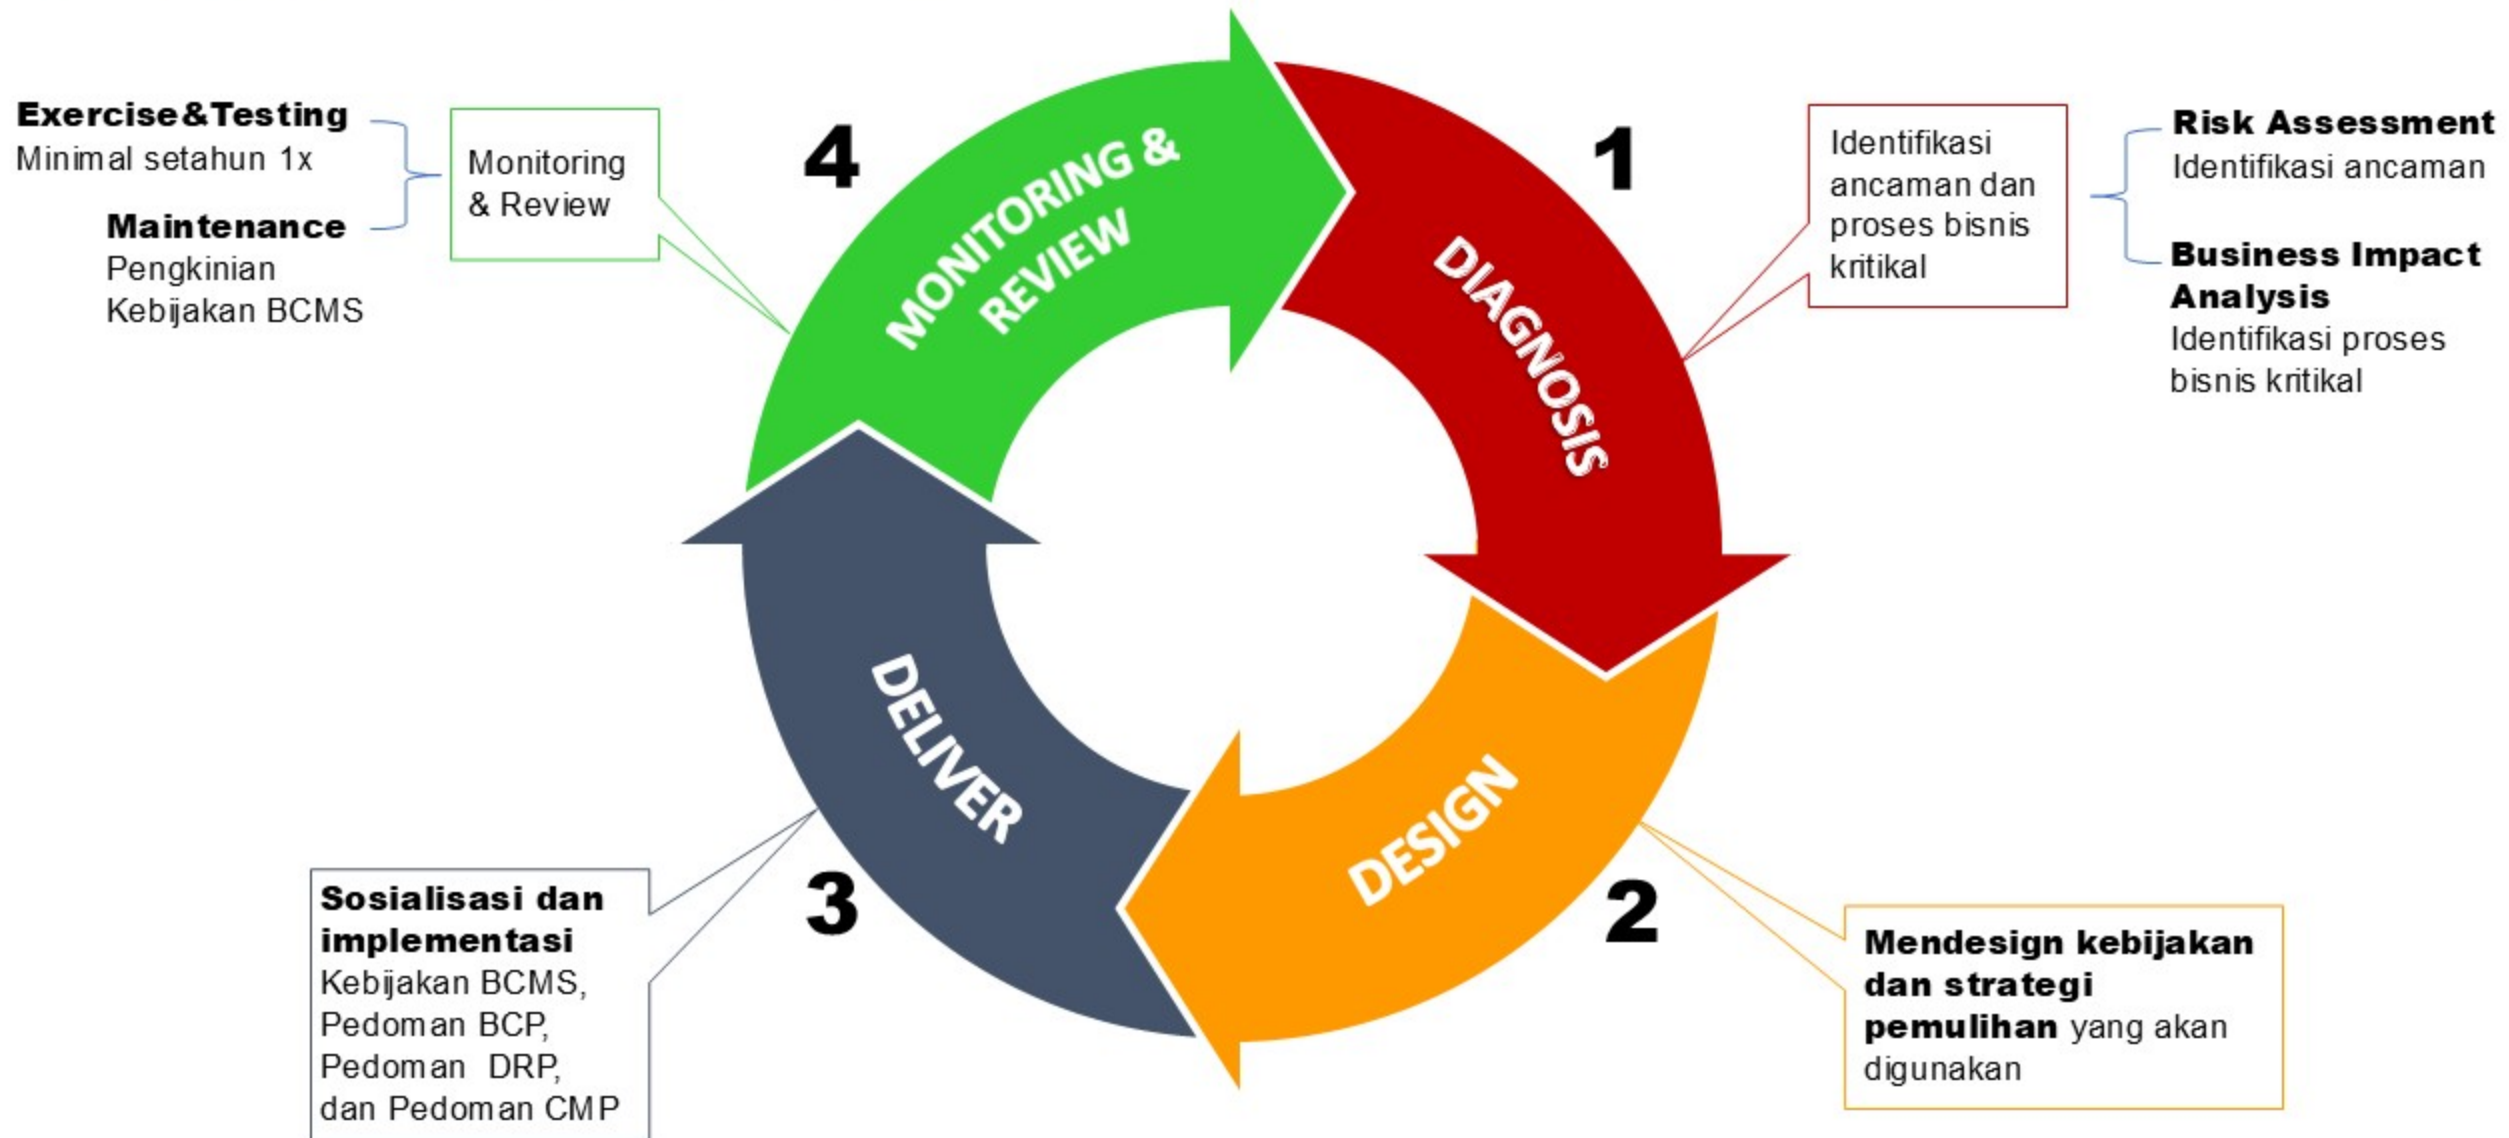 Exercise&Testing
Minimal setahun 1x
Maintenance
Pengkinian
Kebijakan BCMS
Monitoring
& Review
4
MONITORING &
REVIEW
1
DIAGNOSIS
Identifikasi
ancaman dan
proses bisnis
kritikal
Risk Assessment
Identifikasi ancaman
Business Impact
Analysis
Identifikasi proses
bisnis kritikal
DELIVER
3
Sosialisasi dan
implementasi
Kebijakan BCMS,
Pedoman BCP,
Pedoman DRP,
dan Pedoman CMP
DESIGN
2
Mendesign kebijakan
dan strategi
pemulihan yang akan
digunakan